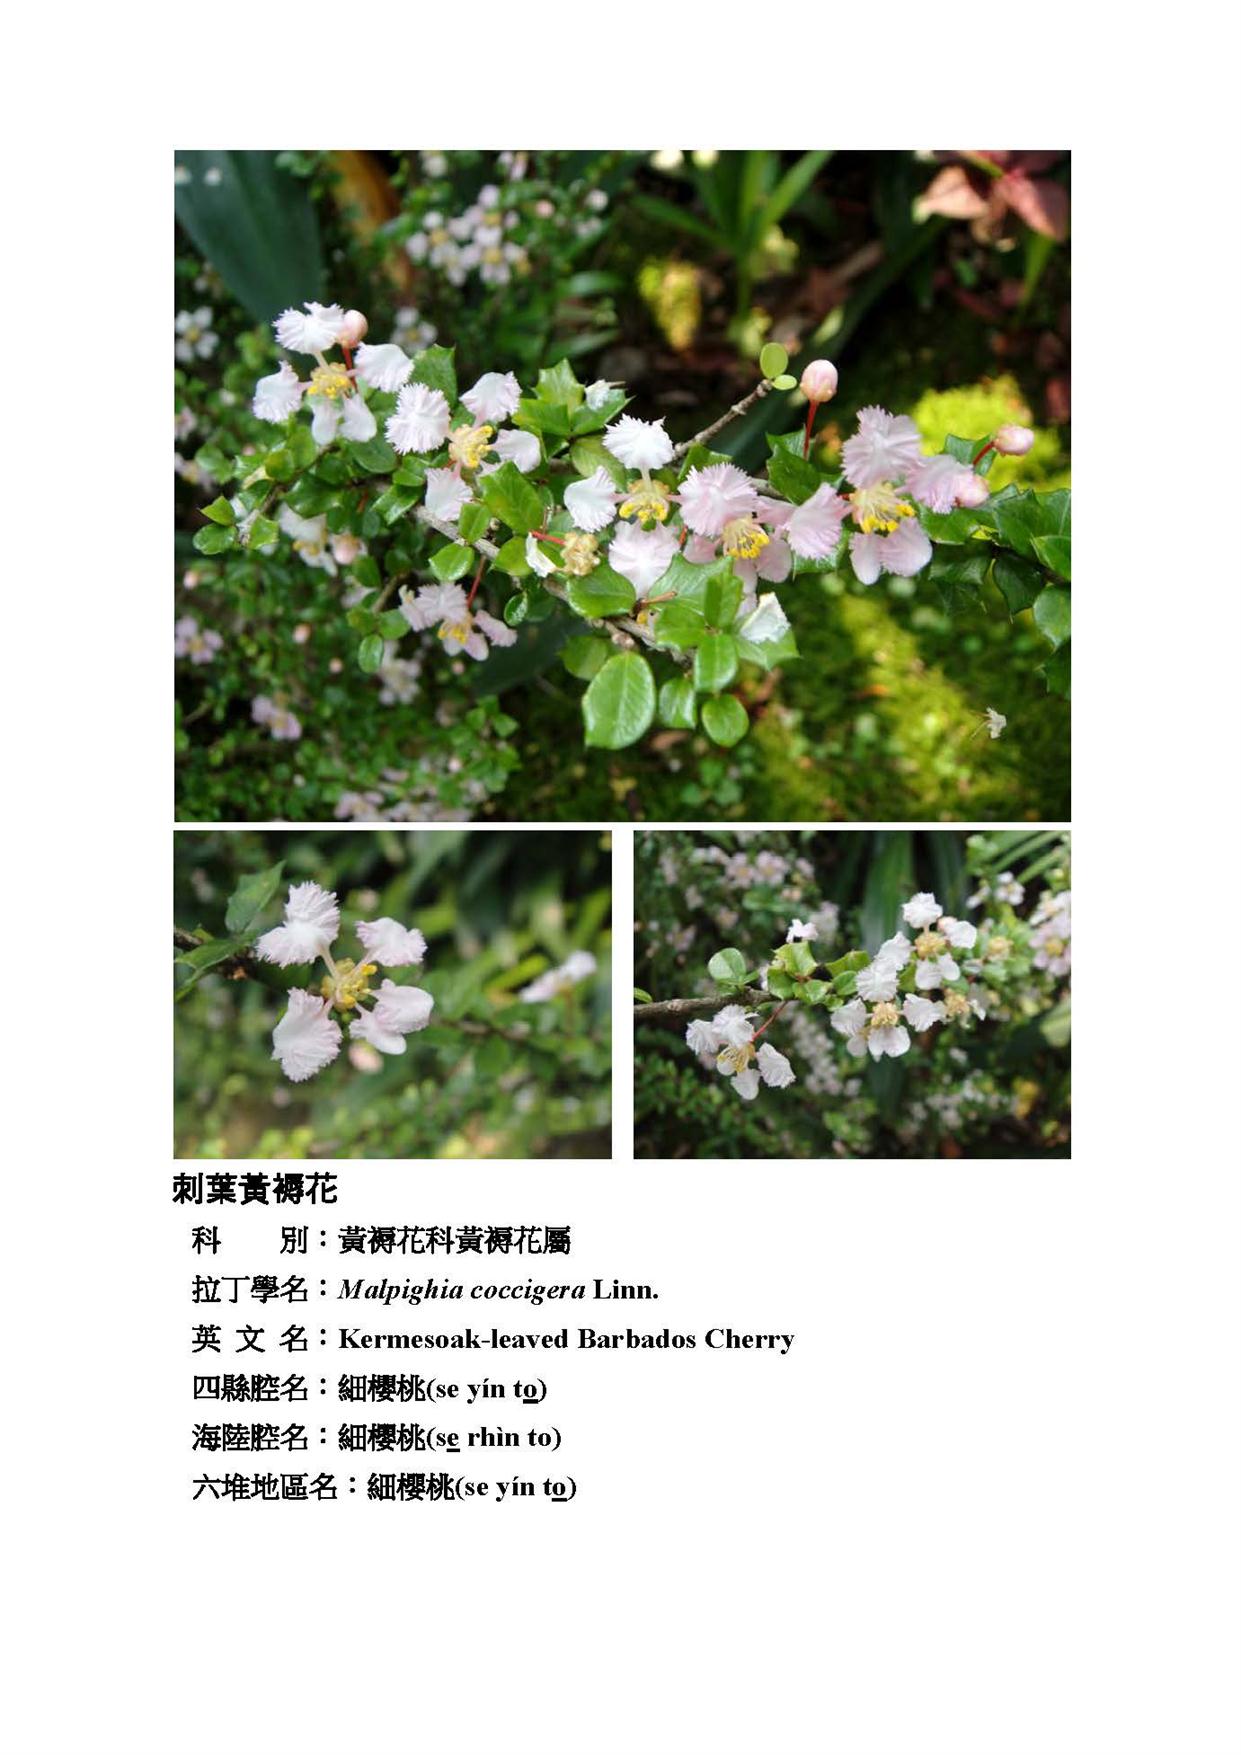 刺葉黃褥花
科　　別：黃褥花科黃褥花屬
拉丁學名：Malpighia coccigera Linn.
英 文 名：Kermesoak-leaved Barbados Cherry
四縣腔名：細櫻桃(se yín to)
海陸腔名：細櫻桃(se rhìn to)
六堆地區名：細櫻桃(se yín to)